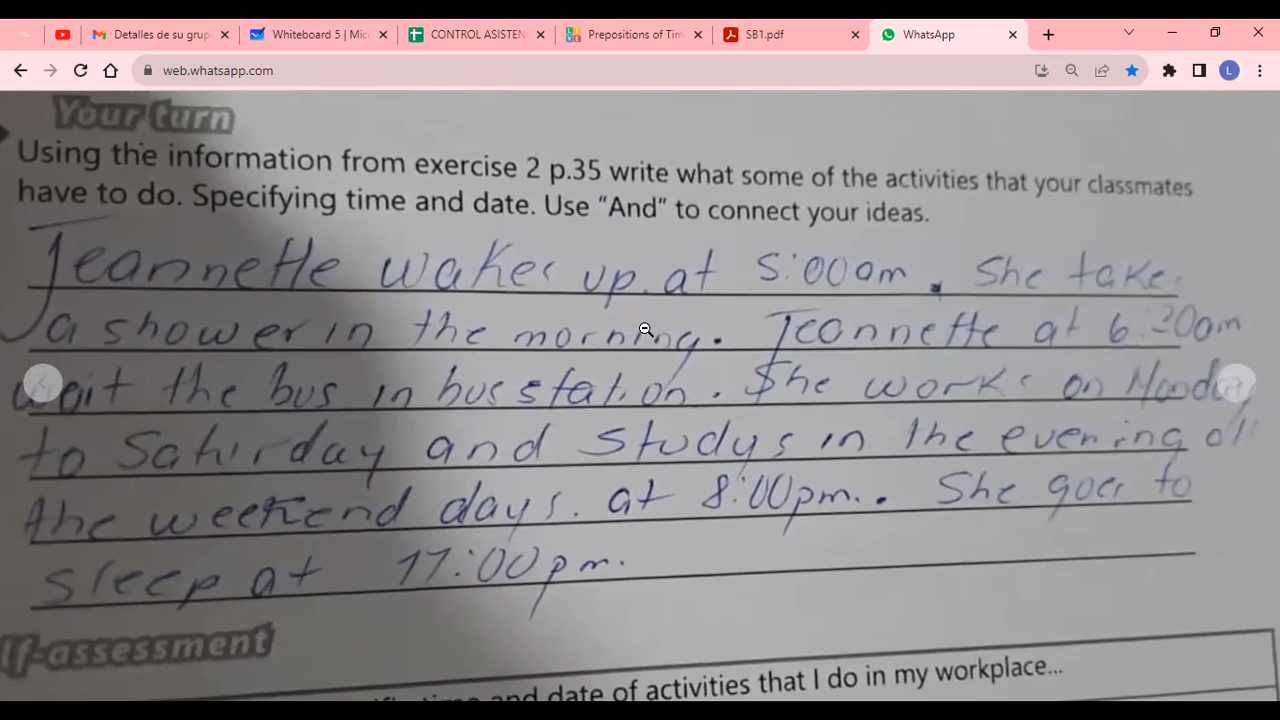 Detalles de su grup
Whiteboard 5 | Mic
CONTROL ASISTEN
Prepositions of Tim
SB1.pdf
WhatsApp
web.whatsapp.com
L
Your turn
Using the information from exercise 2 p.35 write what some of the activities that your classmates
have to do. Specifying time and date. Use "And" to connect your ideas.
Jeannette wakes up at 5:00am. She take
a shower in the morning. Jeannette at 6:30am
wait the bus in bus station. She works on Monday
to Saturday and studys in the evening all
the weekend days. at 8:00pm. She goes to
sleep at 11:00pm.
lf-assessment
time and date of activities that I do in my workplace...